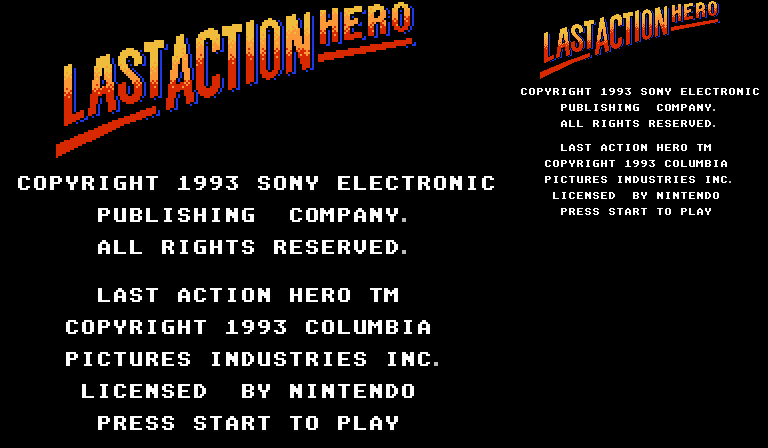 LAST ACTION HERO
COPYRIGHT 1993 SONY ELECTRONIC
PUBLISHING COMPANY.
ALL RIGHTS RESERVED.
LAST ACTION HERO TM
COPYRIGHT 1993 COLUMBIA
PICTURES INDUSTRIES INC.
LICENSED BY NINTENDO
PRESS START TO PLAY
LAST ACTION HERO
COPYRIGHT 1993 SONY ELECTRONIC
PUBLISHING COMPANY.
ALL RIGHTS RESERVED.
LAST ACTION HERO TM
COPYRIGHT 1993 COLUMBIA
PICTURES INDUSTRIES INC.
LICENSED BY NINTENDO
PRESS START TO PLAY